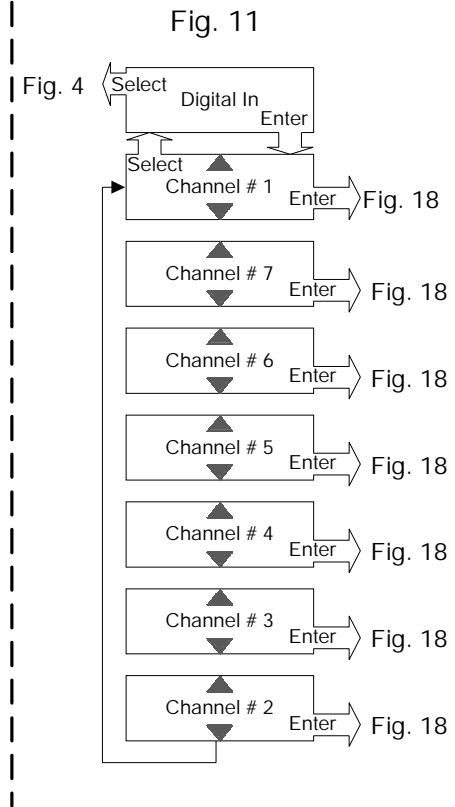 Fig. 11
Fig. 4
Select
Digital In
Enter
Select
Channel # 1
Enter
Fig. 18
Channel # 7
Enter
Fig. 18
Channel # 6
Enter
Fig. 18
Channel # 5
Enter
Fig. 18
Channel # 4
Enter
Fig. 18
Channel # 3
Enter
Fig. 18
Channel # 2
Enter
Fig. 18